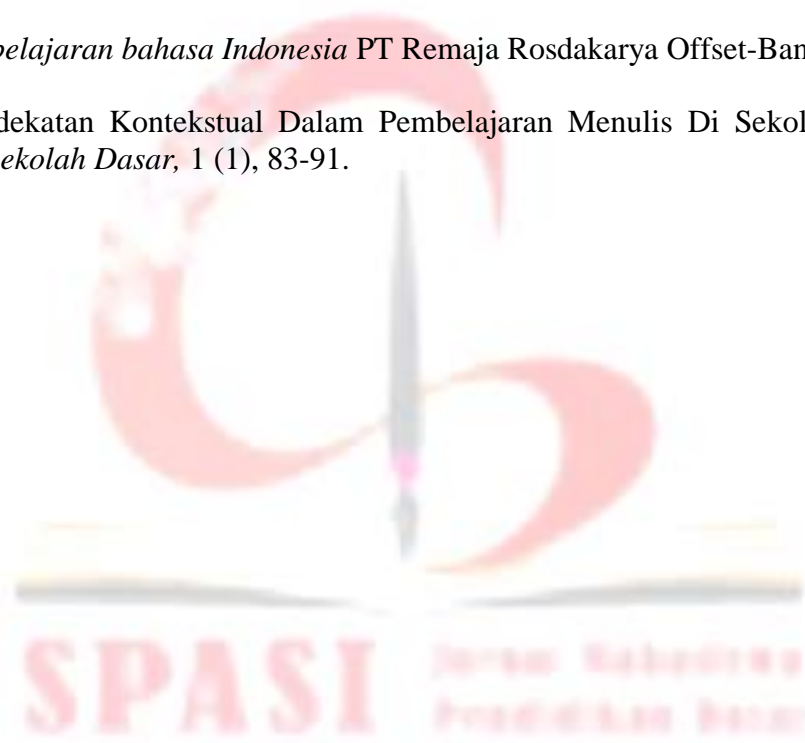 belajaran bahasa Indonesia PT Remaja Rosdakarya Offset-Ban
dekatan Kontekstual Dalam Pembelajaran Menulis Di Sekol
ekolah Dasar, 1 (1), 83-91.
SPASI